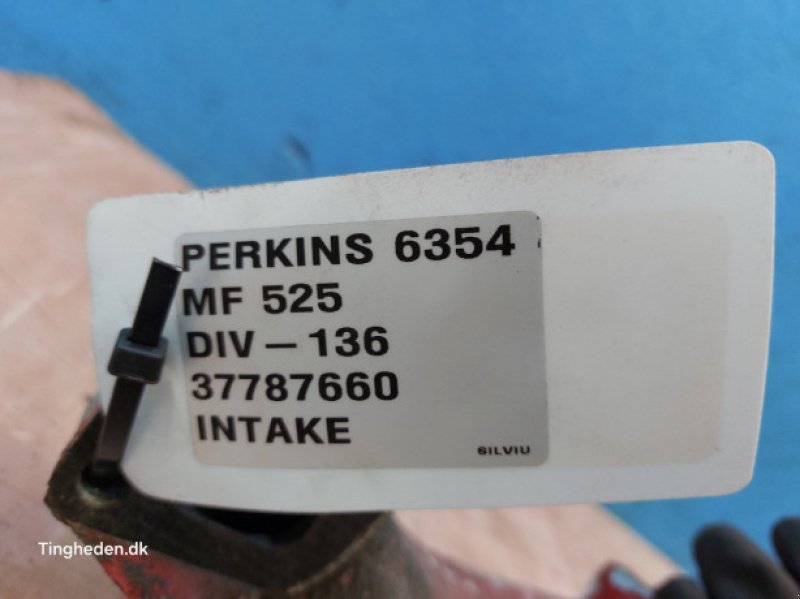 PERKINS 6354
MF 525
DIV – 136
37787660
INTAKE
SILVIU
Tingheden.dk